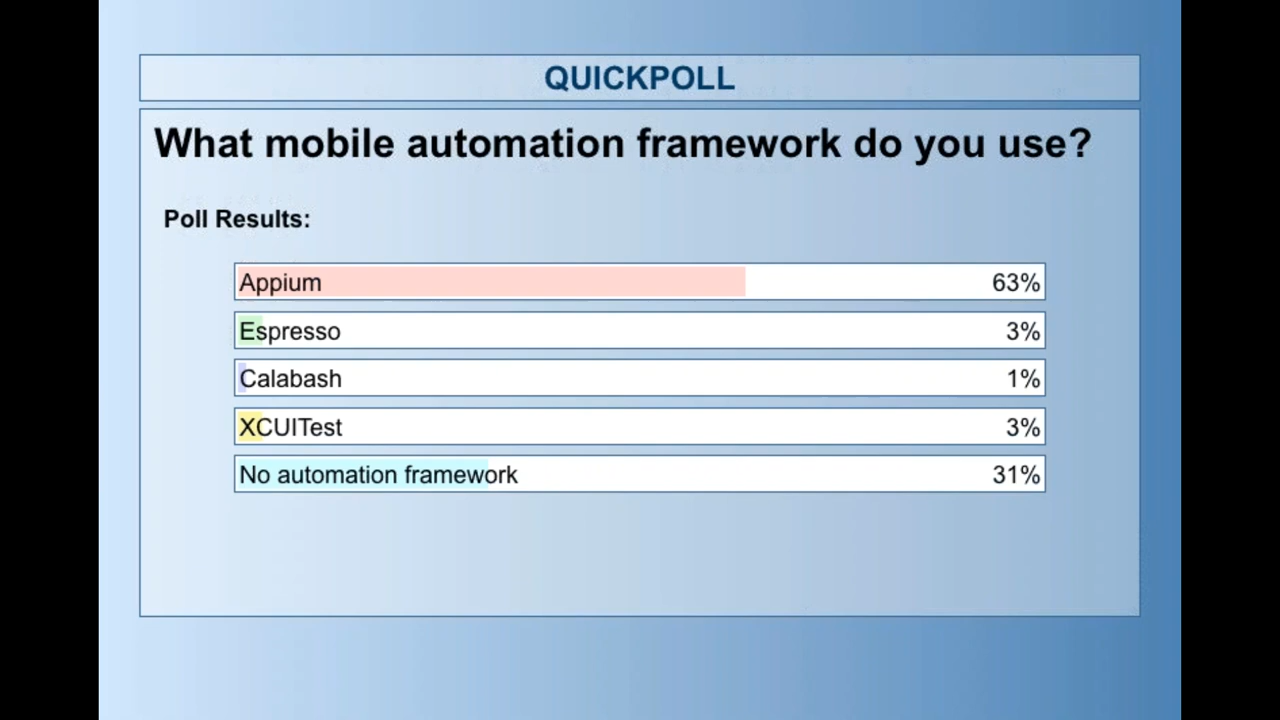 QUICKPOLL
What mobile automation framework do you use?
Poll Results:
Appium 63%
Espresso 3%
Calabash 1%
XCUITest 3%
No automation framework 31%